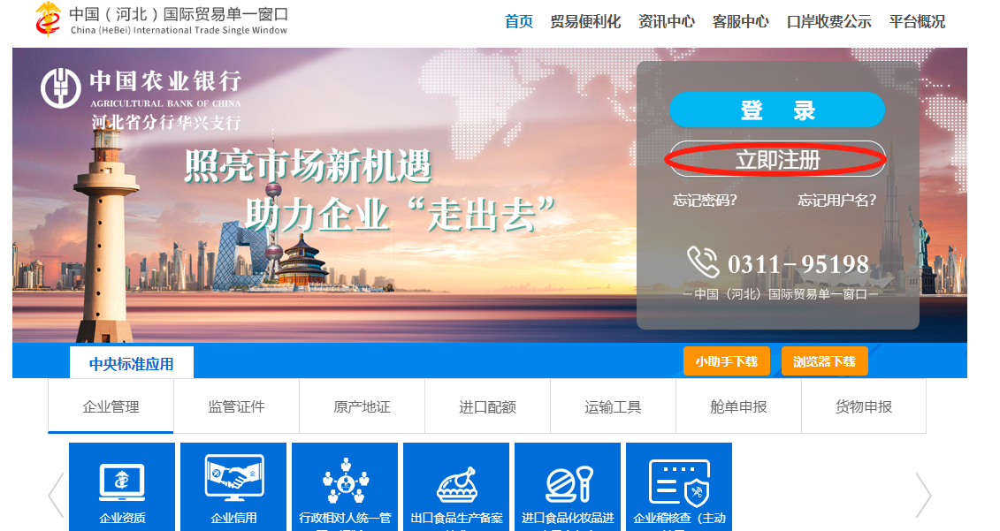 中国（河北）国际贸易单一窗口
China (HeBei) International Trade Single Window
首页 贸易便利化 资讯中心 客服中心 口岸收费公示 平台概况
中国农业银行
AGRICULTURAL BANK OF CHINA
河北省分行华兴支行
照亮市场新机遇
助力企业“走出去”
登 录
立即注册
忘记密码? 忘记用户名?
0311-95198
—中国（河北）国际贸易单一窗口—
中央标准应用
小助手下载 浏览器下载
企业管理 监管证件 原产地证 进口配额 运输工具 舱单申报 货物申报
企业资质 企业信用 行政相对人统一管 出口食品生产备案 进口食品化妆品进 企业稽核查（主动